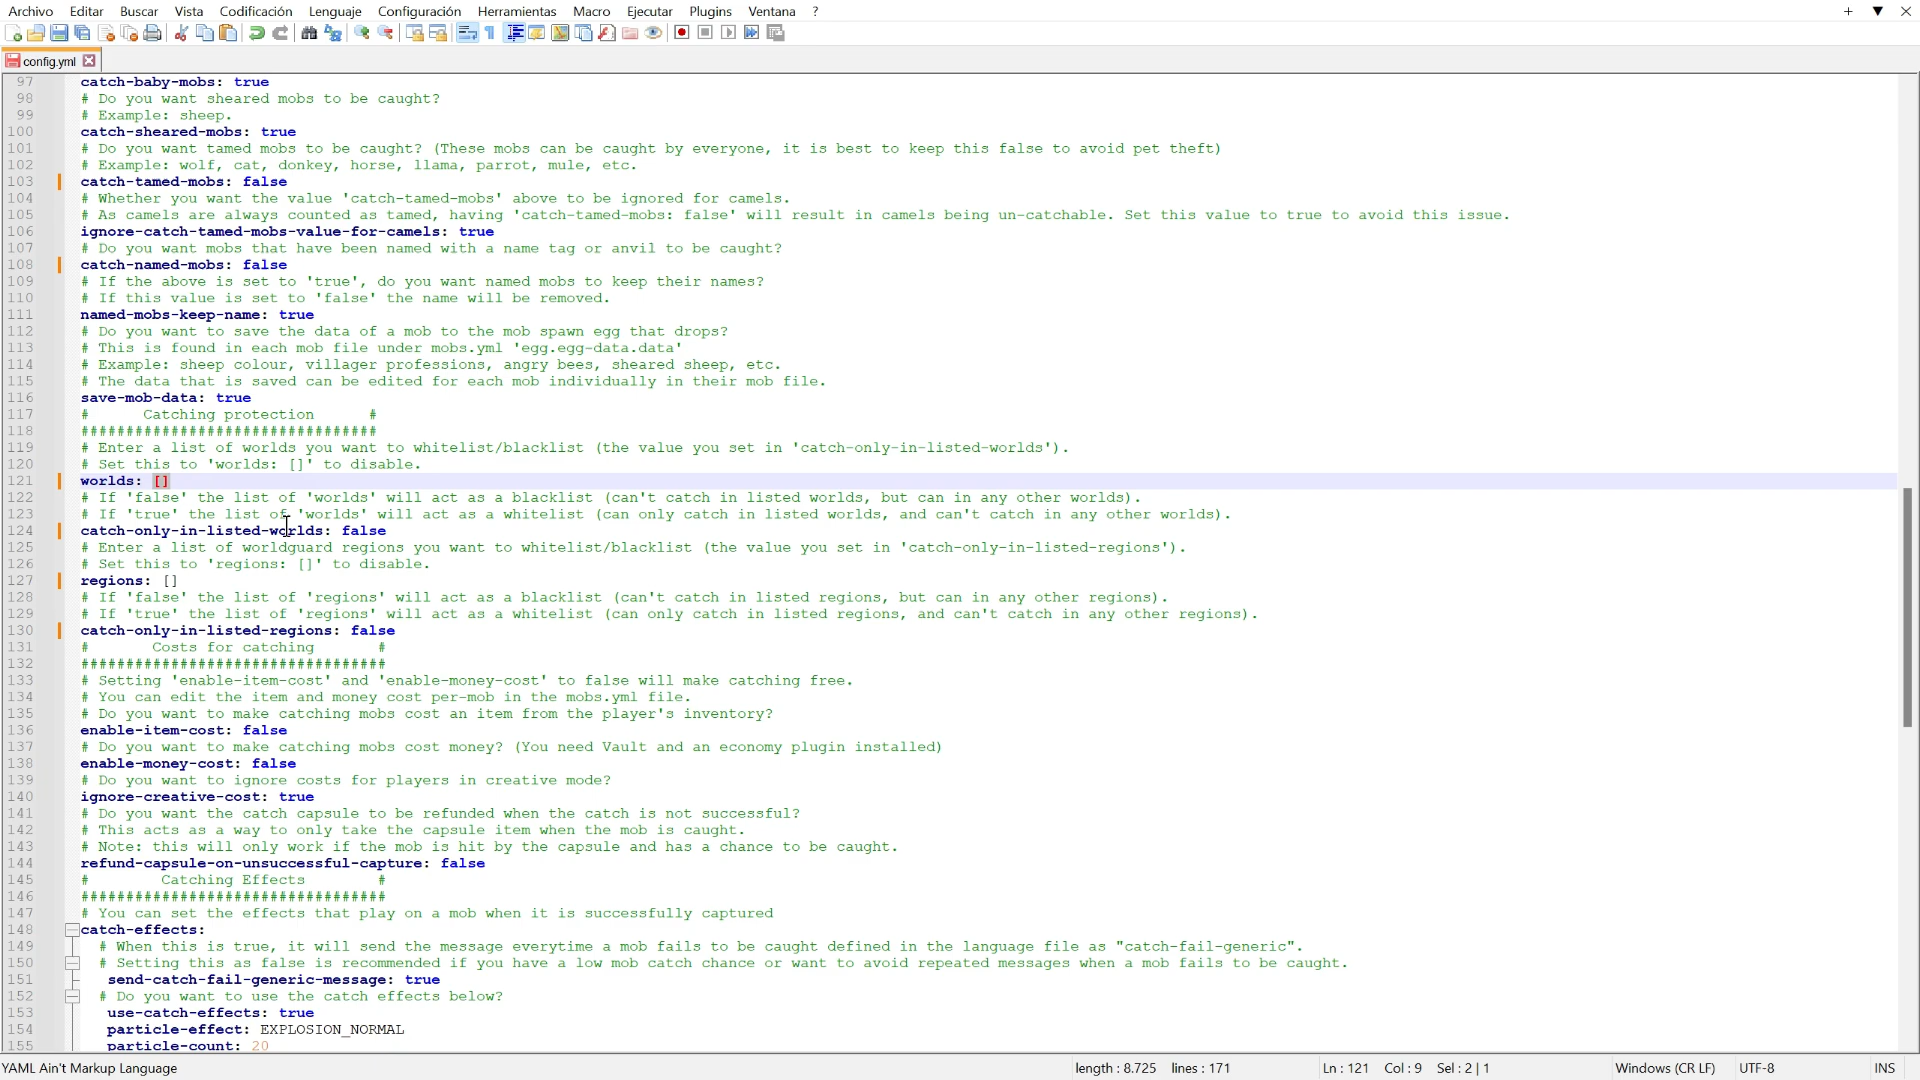 Archivo Editar Buscar Vista Codificación Lenguaje Configuración Herramientas Macro Ejecutar Plugins Ventana ?
config.yml
97 catch-baby-mobs: true
98 # Do you want sheared mobs to be caught?
99 # Example: sheep.
100 catch-sheared-mobs: true
101 # Do you want tamed mobs to be caught? (These mobs can be caught by everyone, it is best to keep this false to avoid pet theft)
102 # Example: wolf, cat, donkey, horse, llama, parrot, mule, etc.
103 catch-tamed-mobs: false
104 # Whether you want the value 'catch-tamed-mobs' above to be ignored for camels.
105 # As camels are always counted as tamed, having 'catch-tamed-mobs: false' will result in camels being un-catchable. Set this value to true to avoid this issue.
106 ignore-catch-tamed-mobs-value-for-camels: true
107 # Do you want mobs that have been named with a name tag or anvil to be caught?
108 catch-named-mobs: false
109 # If the above is set to 'true', do you want named mobs to keep their names?
110 # If this value is set to 'false' the name will be removed.
111 named-mobs-keep-name: true
112 # Do you want to save the data of a mob to the mob spawn egg that drops?
113 # This is found in each mob file under mobs.yml 'egg.egg-data.data'
114 # Example: sheep colour, villager professions, angry bees, sheared sheep, etc.
115 # The data that is saved can be edited for each mob individually in their mob file.
116 save-mob-data: true
117 # Catching protection #
118 #################################
119 # Enter a list of worlds you want to whitelist/blacklist (the value you set in 'catch-only-in-listed-worlds').
120 # Set this to 'worlds: []' to disable.
121 worlds: []
122 # If 'false' the list of 'worlds' will act as a blacklist (can't catch in listed worlds, but can in any other worlds).
123 # If 'true' the list of 'worlds' will act as a whitelist (can only catch in listed worlds, and can't catch in any other worlds).
124 catch-only-in-listed-worlds: false
125 # Enter a list of worldguard regions you want to whitelist/blacklist (the value you set in 'catch-only-in-listed-regions').
126 # Set this to 'regions: []' to disable.
127 regions: []
128 # If 'false' the list of 'regions' will act as a blacklist (can't catch in listed regions, but can in any other regions).
129 # If 'true' the list of 'regions' will act as a whitelist (can only catch in listed regions, and can't catch in any other regions).
130 catch-only-in-listed-regions: false
131 # Costs for catching #
132 ##################################
133 # Setting 'enable-item-cost' and 'enable-money-cost' to false will make catching free.
134 # You can edit the item and money cost per-mob in the mobs.yml file.
135 # Do you want to make catching mobs cost an item from the player's inventory?
136 enable-item-cost: false
137 # Do you want to make catching mobs cost money? (You need Vault and an economy plugin installed)
138 enable-money-cost: false
139 # Do you want to ignore costs for players in creative mode?
140 ignore-creative-cost: true
141 # Do you want the catch capsule to be refunded when the catch is not successful?
142 # This acts as a way to only take the capsule item when the mob is caught.
143 # Note: this will only work if the mob is hit by the capsule and has a chance to be caught.
144 refund-capsule-on-unsuccessful-capture: false
145 # Catching Effects #
146 ##################################
147 # You can set the effects that play on a mob when it is successfully captured
148 catch-effects:
149 # When this is true, it will send the message everytime a mob fails to be caught defined in the language file as "catch-fail-generic".
150 # Setting this as false is recommended if you have a low mob catch chance or want to avoid repeated messages when a mob fails to be caught.
151 send-catch-fail-generic-message: true
152 # Do you want to use the catch effects below?
153 use-catch-effects: true
154 particle-effect: EXPLOSION_NORMAL
155 particle-count: 20
YAML Ain't Markup Language length : 8.725 lines : 171 Ln : 121 Col : 9 Sel : 2 | 1 Windows (CR LF) UTF-8 INS